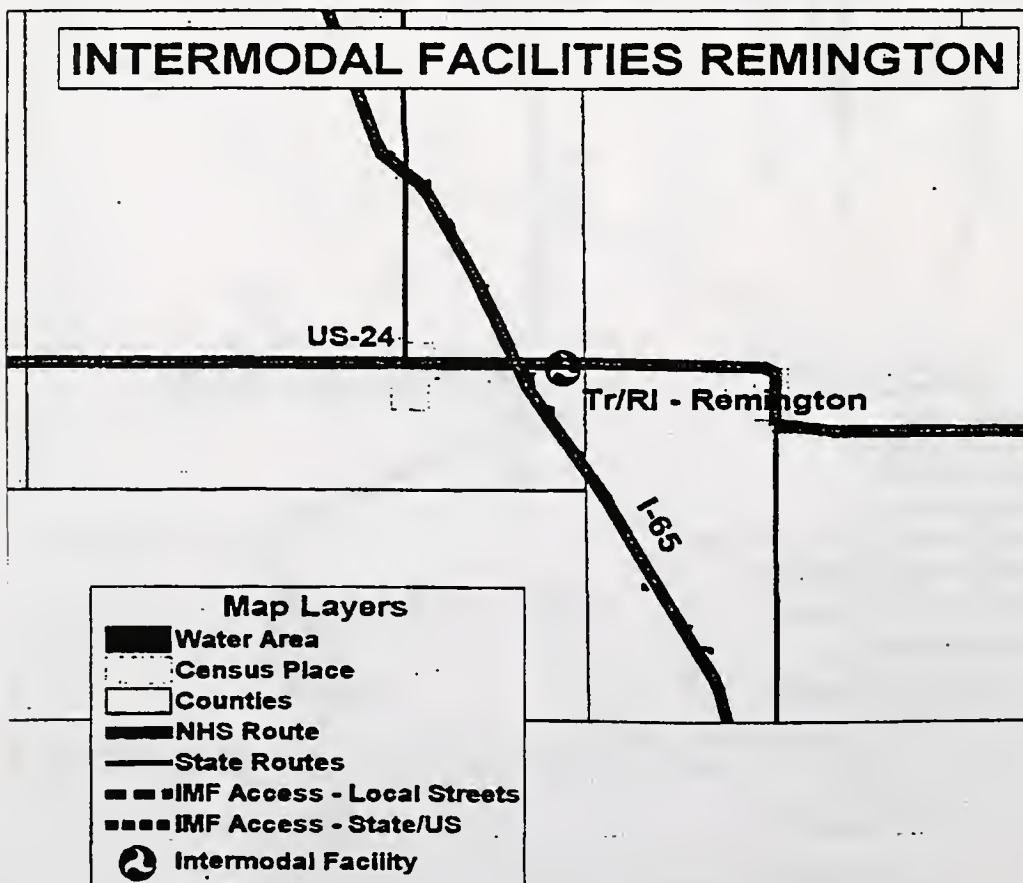 INTERMODAL FACILITIES REMINGTON
US-24
Tr/RI - Remington
I-65
Map Layers
Water Area
Census Place
Counties
NHS Route
State Routes
IMF Access - Local Streets
IMF Access - State/US
Intermodal Facility